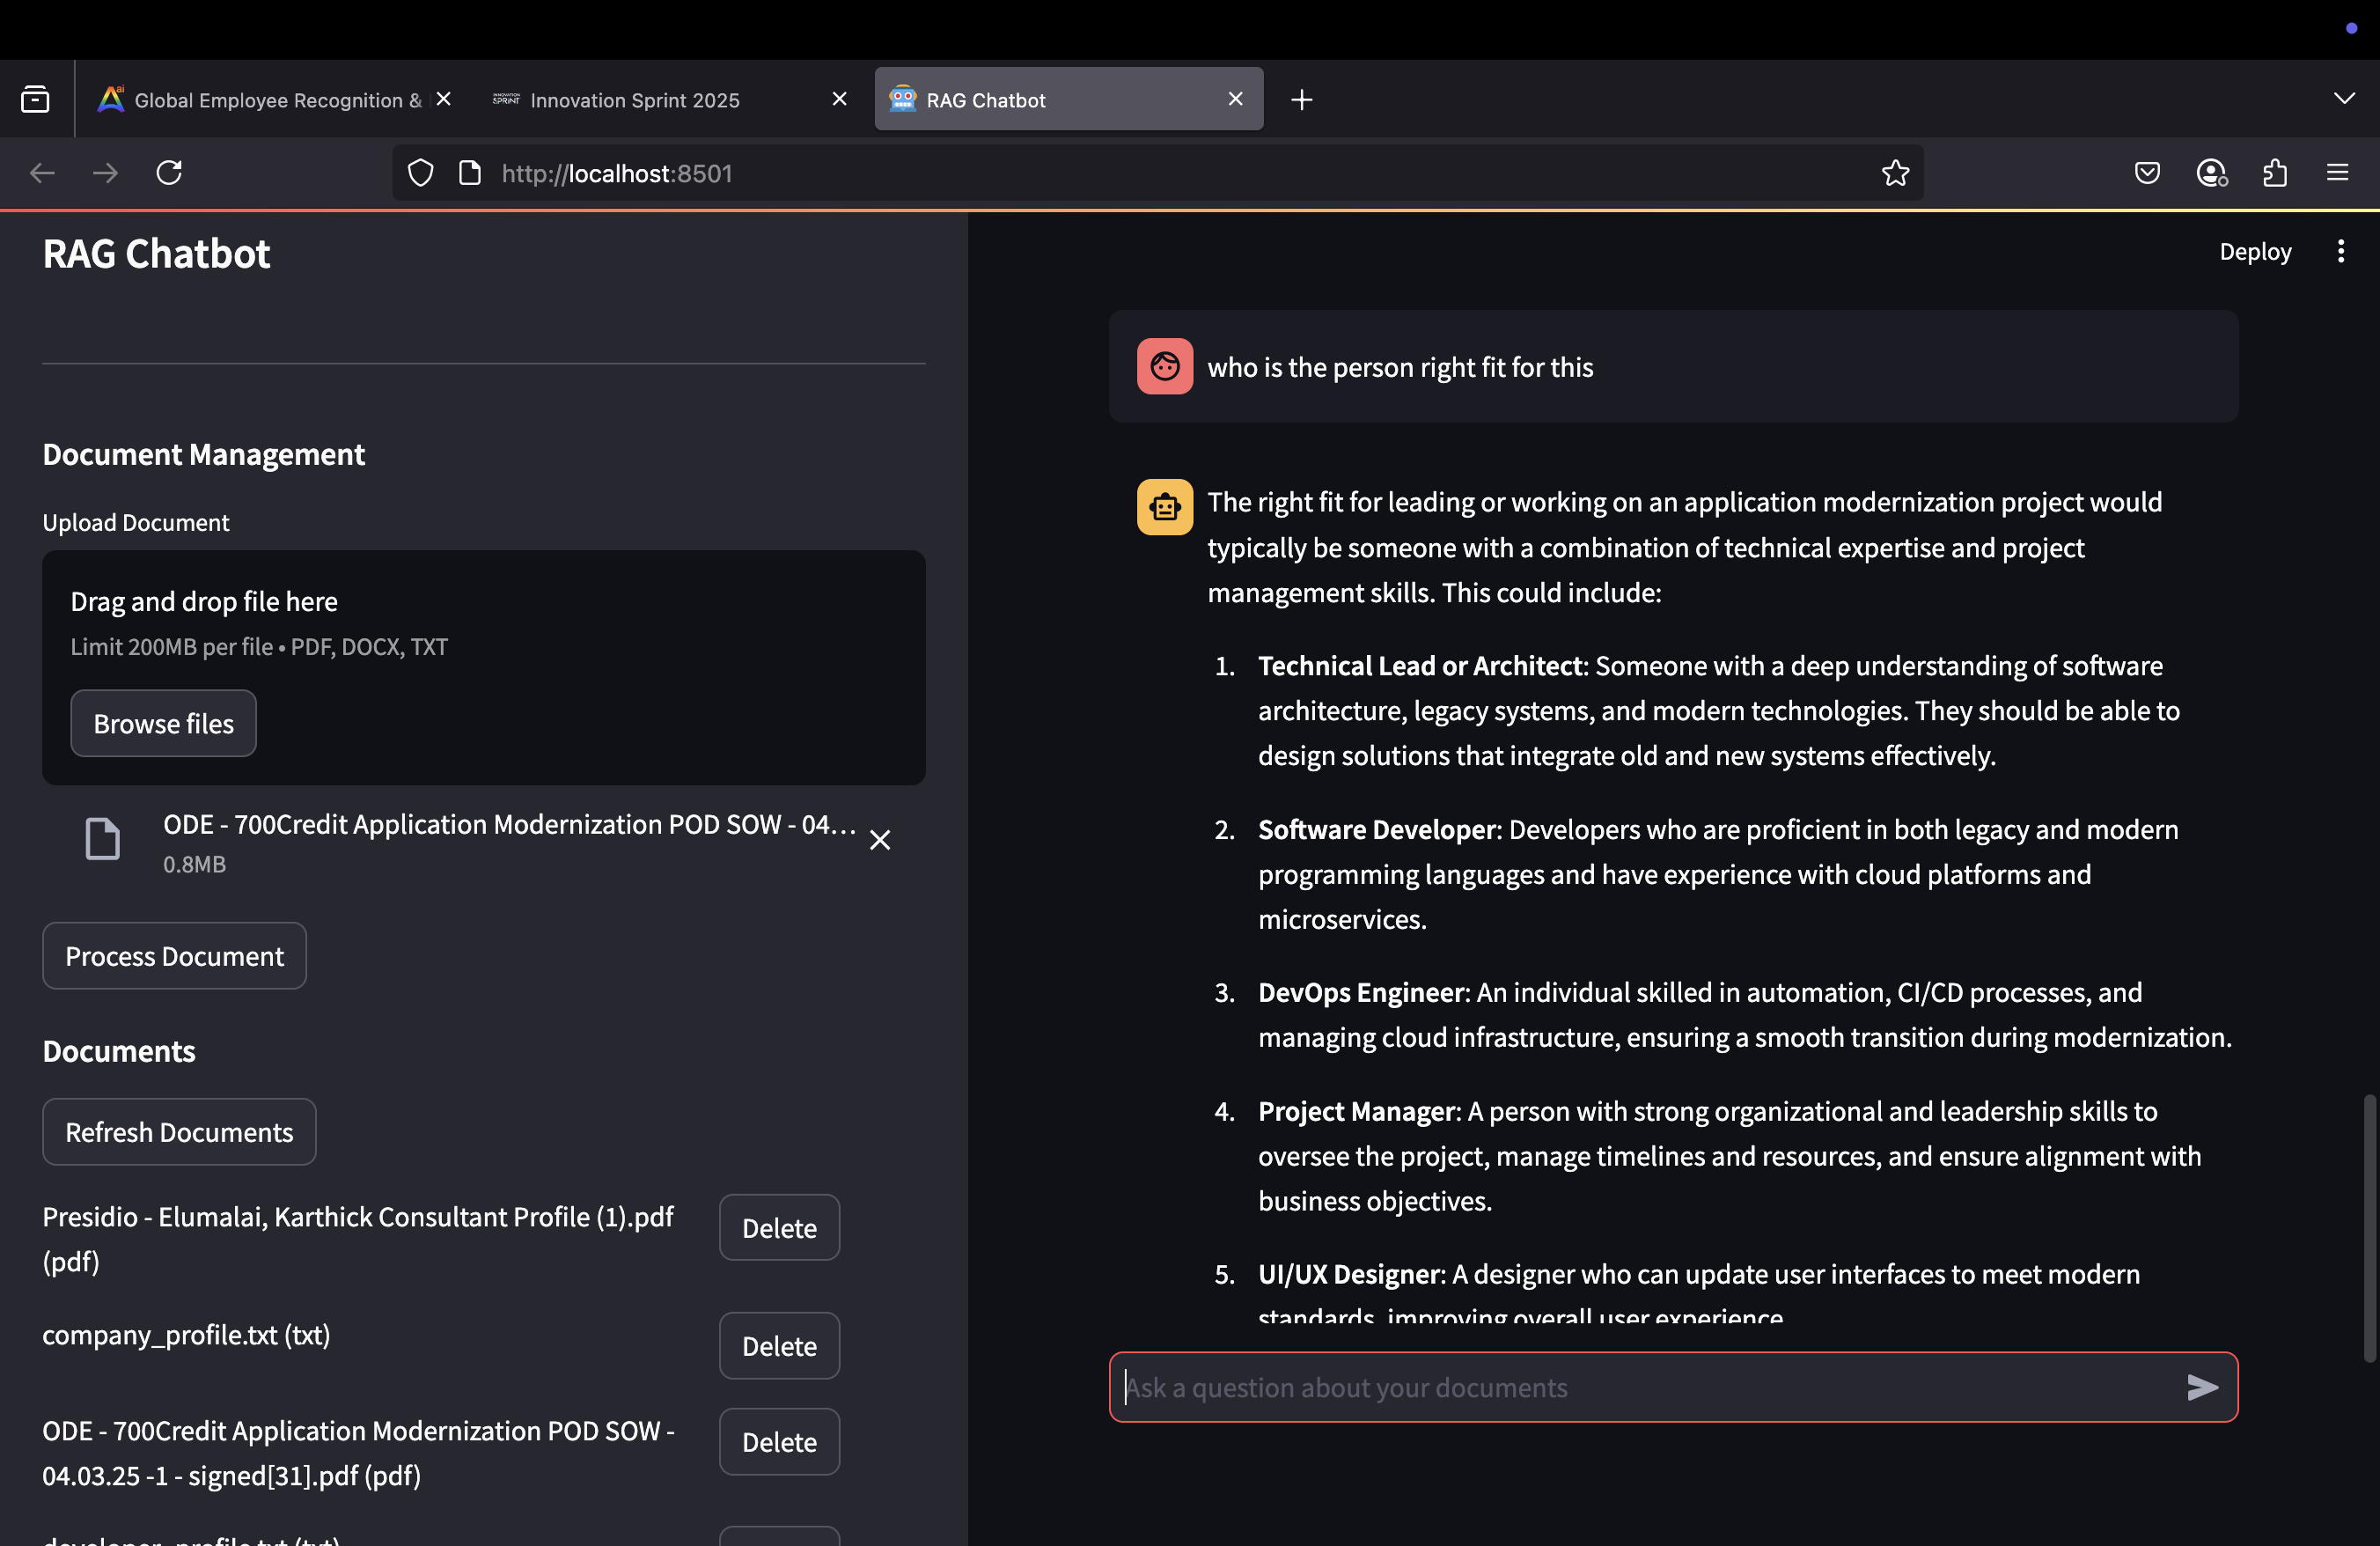 Global Employee Recognition &
Innovation Sprint 2025
RAG Chatbot
http://localhost:8501
RAG Chatbot
Document Management
Upload Document
Drag and drop file here
Limit 200MB per file • PDF, DOCX, TXT
Browse files
ODE - 700Credit Application Modernization POD SOW - 04...
0.8MB
Process Document
Documents
Refresh Documents
Presidio - Elumalai, Karthick Consultant Profile (1).pdf
(pdf)
Delete
company_profile.txt (txt)
Delete
ODE - 700Credit Application Modernization POD SOW -
04.03.25 -1 - signed[31].pdf (pdf)
Delete
developer_profile.txt (txt)
Deploy
who is the person right fit for this
The right fit for leading or working on an application modernization project would
typically be someone with a combination of technical expertise and project
management skills. This could include:
1. Technical Lead or Architect: Someone with a deep understanding of software
architecture, legacy systems, and modern technologies. They should be able to
design solutions that integrate old and new systems effectively.
2. Software Developer: Developers who are proficient in both legacy and modern
programming languages and have experience with cloud platforms and
microservices.
3. DevOps Engineer: An individual skilled in automation, CI/CD processes, and
managing cloud infrastructure, ensuring a smooth transition during modernization.
4. Project Manager: A person with strong organizational and leadership skills to
oversee the project, manage timelines and resources, and ensure alignment with
business objectives.
5. UI/UX Designer: A designer who can update user interfaces to meet modern
standards, improving overall user experience
Ask a question about your documents